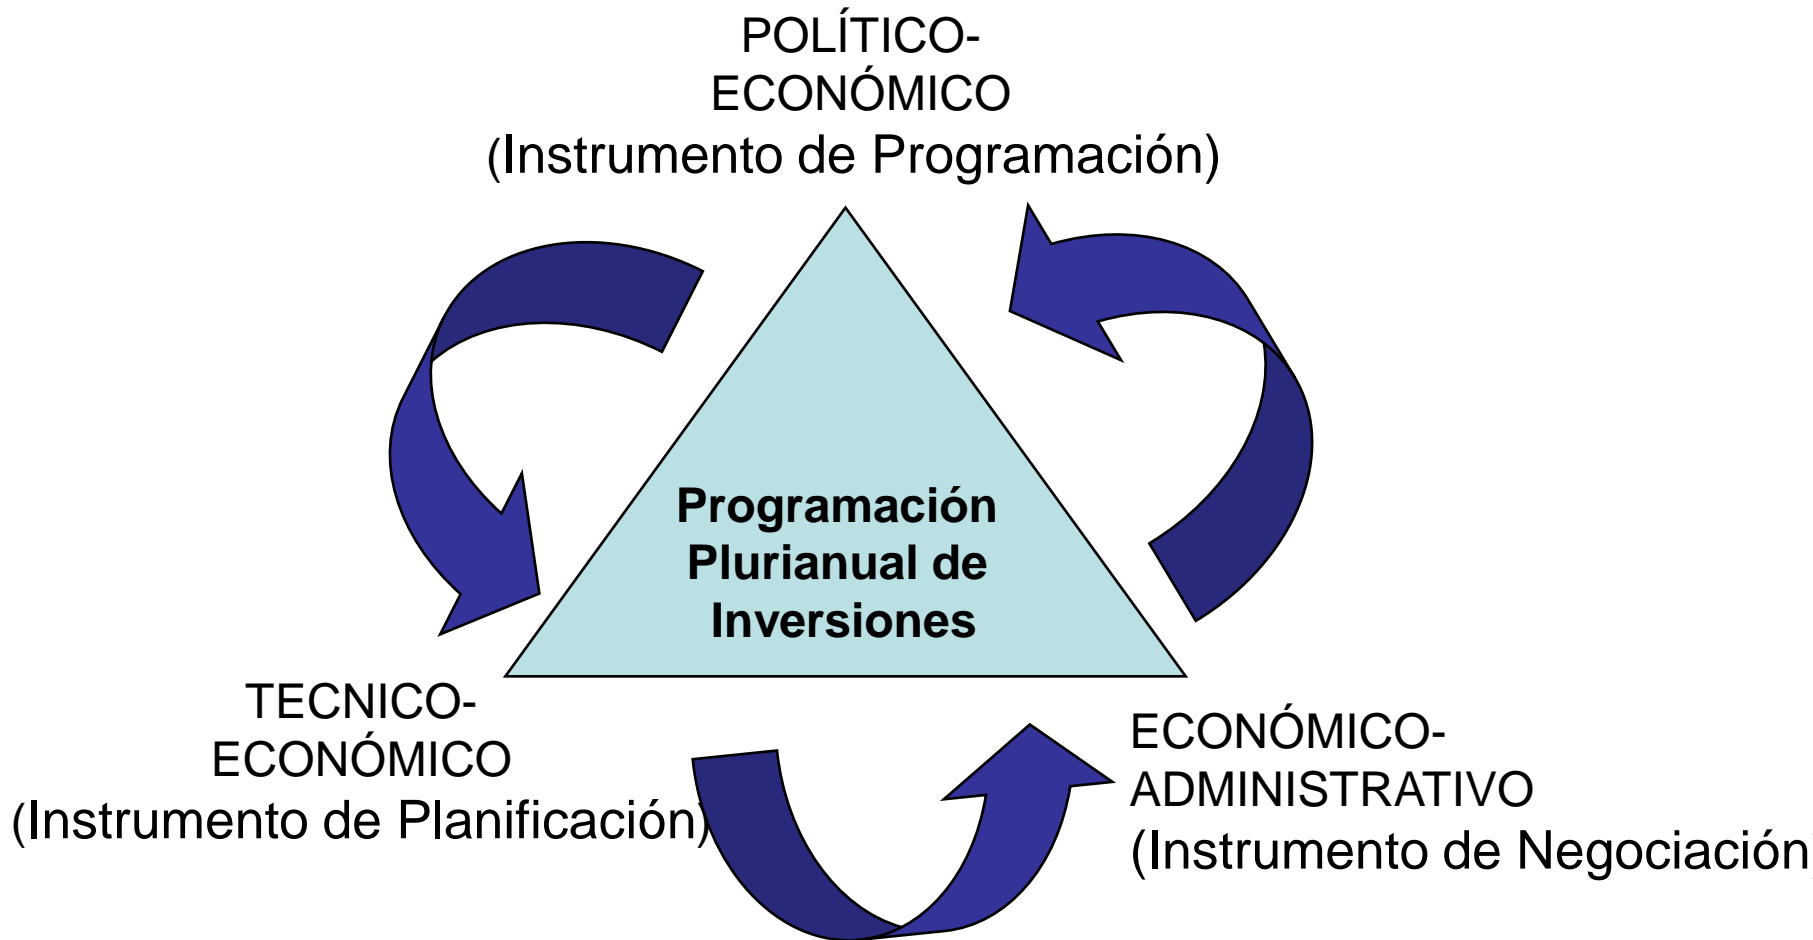 POLÍTICO-
ECONÓMICO
(Instrumento de Programación)
Programación
Plurianual de
Inversiones
TECNICO-
ECONÓMICO
(Instrumento de Planificación)
ECONÓMICO-
ADMINISTRATIVO
(Instrumento de Negociación